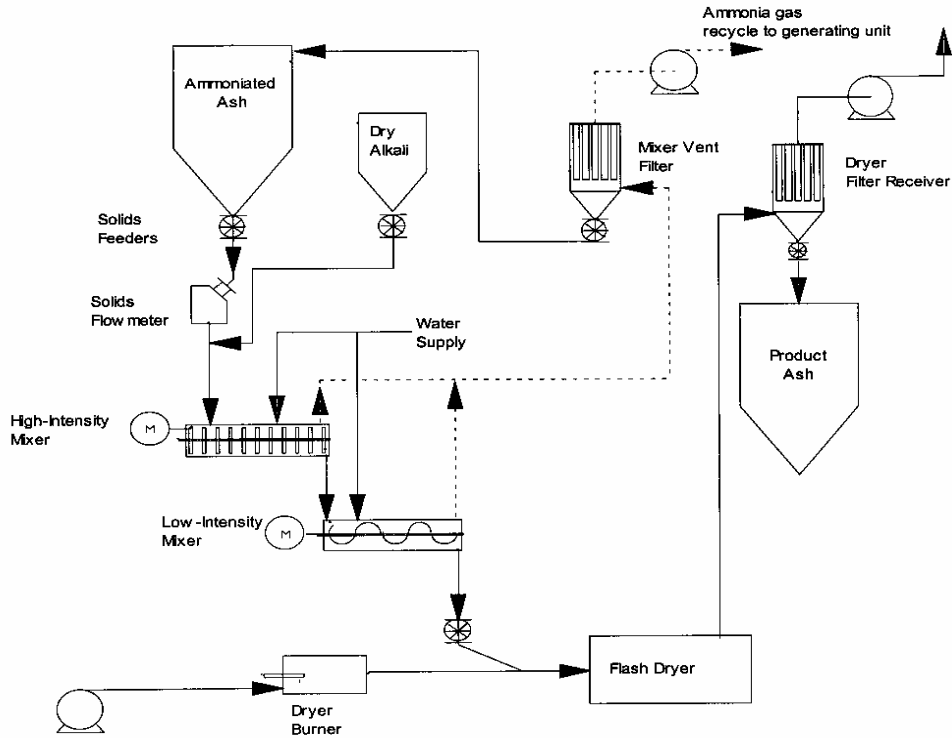 Ammonia gas
recycle to generating unit
Ammoniated
Ash
Dry
Alkali
Mixer Vent
Filter
Dryer
Filter Receiver
Solids
Feeders
Solids
Flow meter
Water
Supply
Product
Ash
High-Intensity
Mixer
M
Low -Intensity
Mixer
M
Flash Dryer
Dryer
Burner